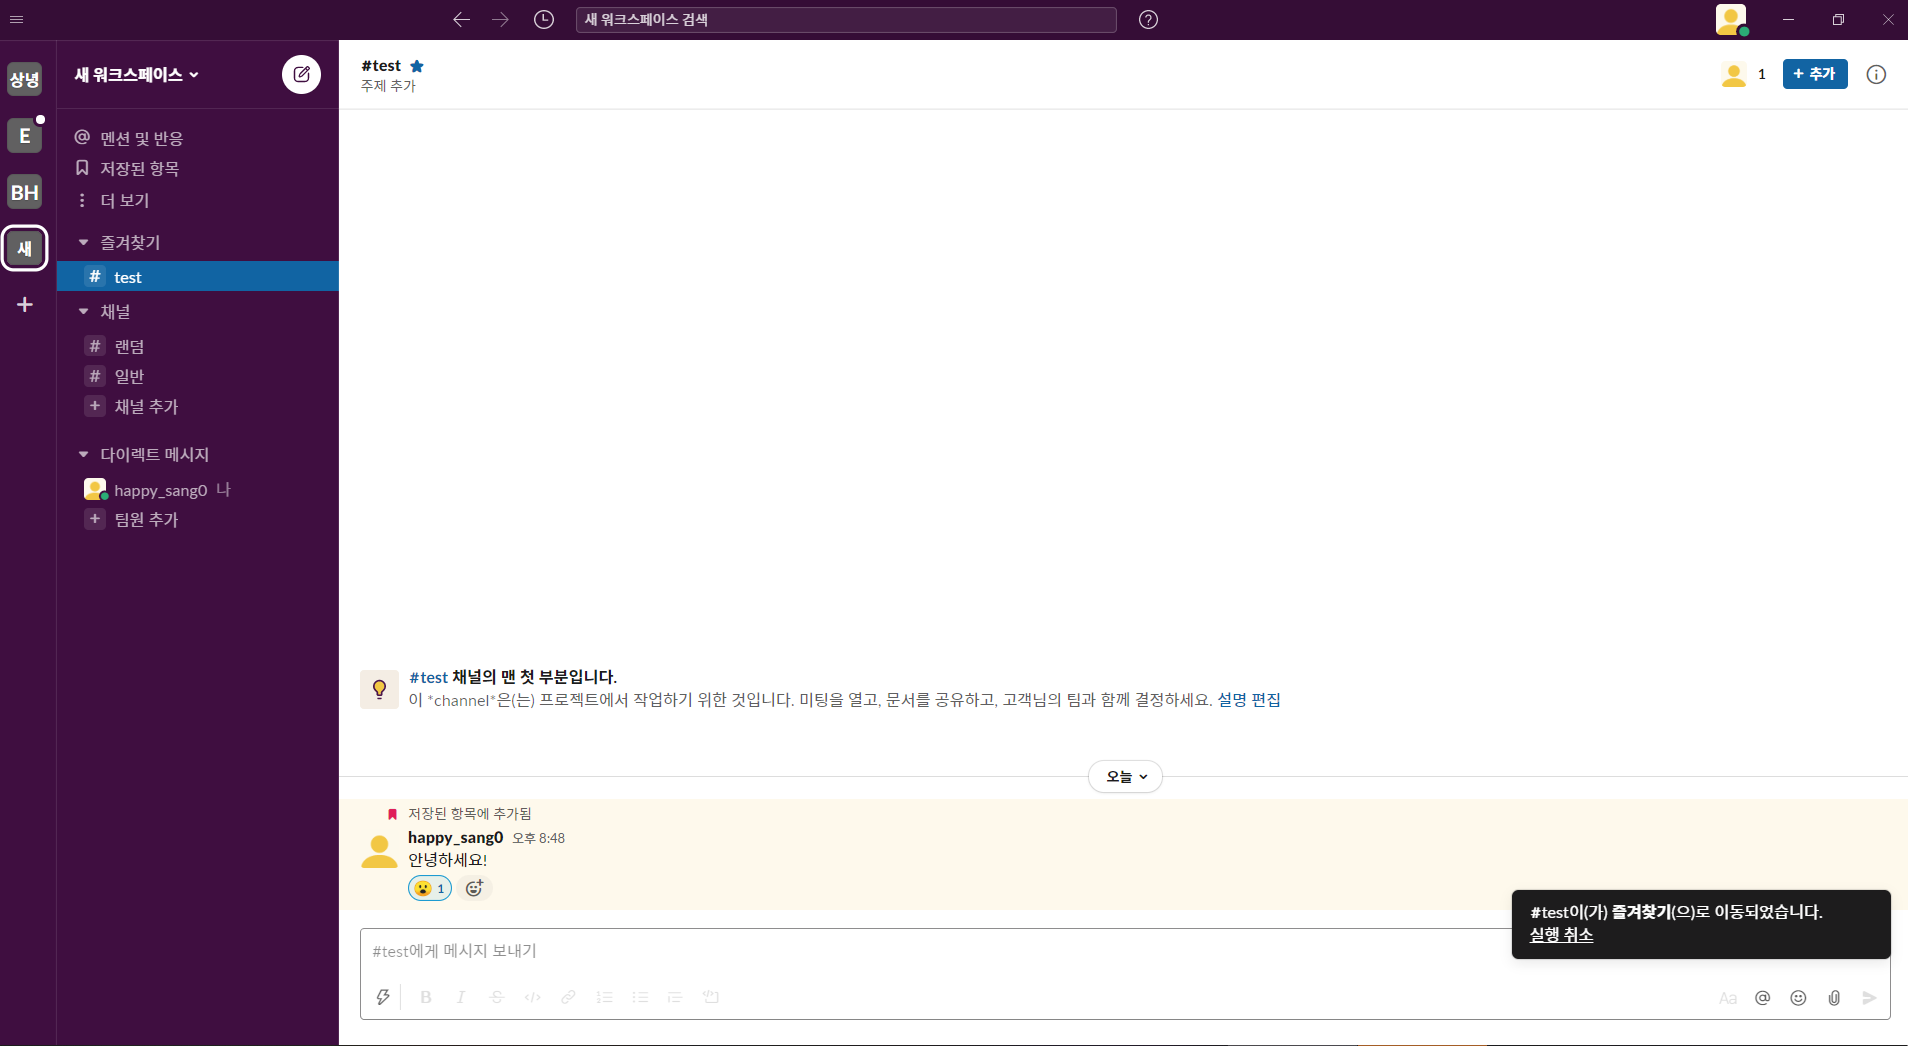 새 워크스페이스 검색
상녕
E
BH
새
새 워크스페이스
멘션 및 반응
저장된 항목
더 보기
즐겨찾기
# test
채널
# 랜덤
# 일반
+ 채널 추가
다이렉트 메시지
happy_sang0 나
+ 팀원 추가
#test
주제 추가
1
+ 추가
#test 채널의 맨 첫 부분입니다.
이 *channel*은(는) 프로젝트에서 작업하기 위한 것입니다. 미팅을 열고, 문서를 공유하고, 고객님의 팀과 함께 결정하세요. 설명 편집
오늘
저장된 항목에 추가됨
happy_sang0 오후 8:48
안녕하세요!
1
#test이(가) 즐겨찾기(으)로 이동되었습니다.
실행 취소
#test에게 메시지 보내기
B I S </> Aa @